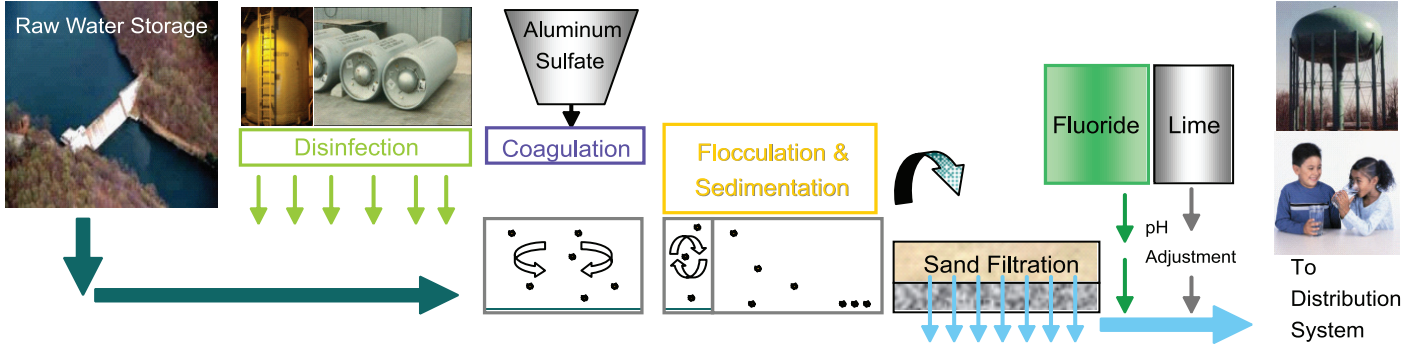 Raw Water Storage
Disinfection
Aluminum
Sulfate
Coagulation
Flocculation &
Sedimentation
Sand Filtration
Fluoride
Lime
pH
Adjustment
To
Distribution
System